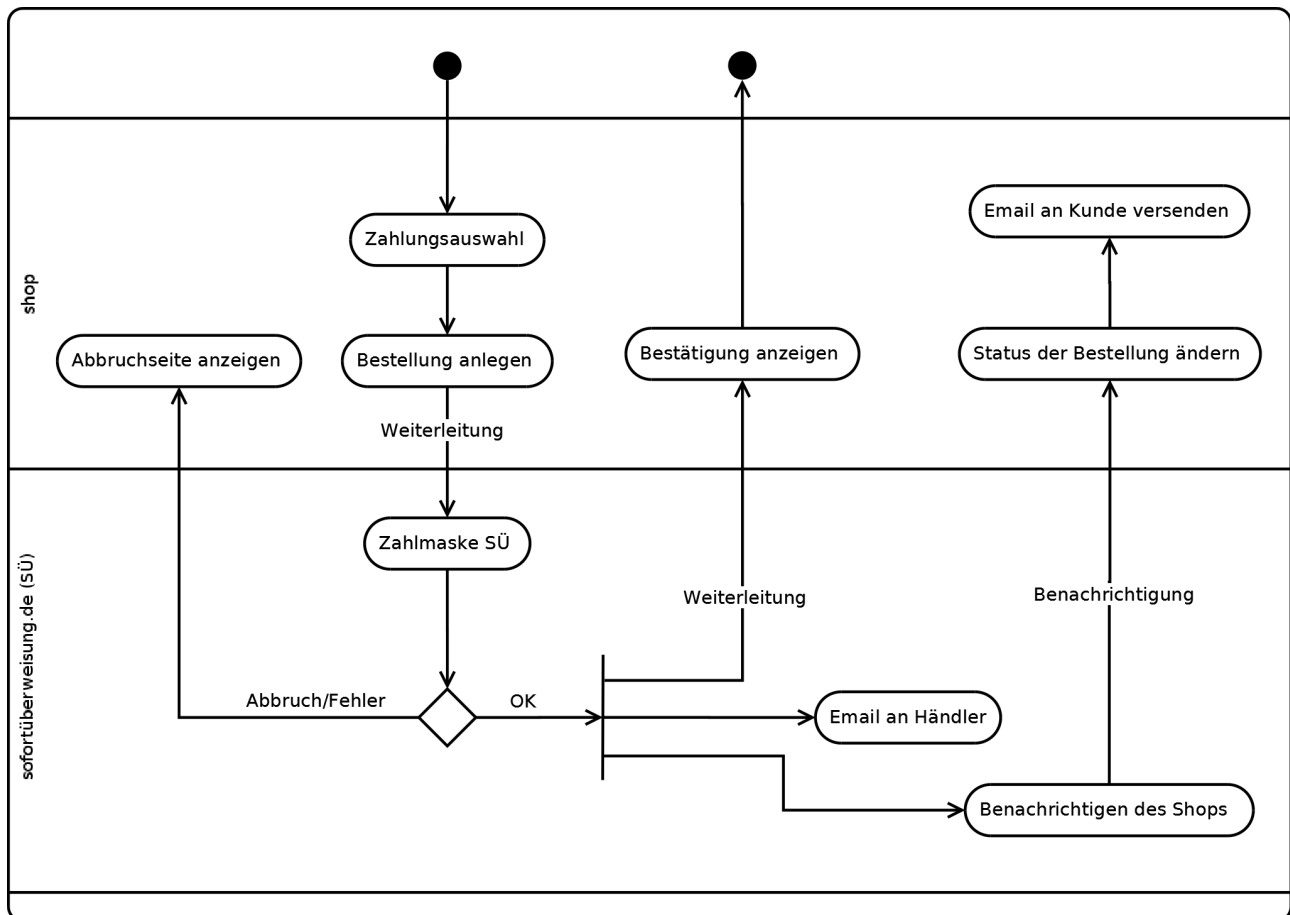 shop
Zahlungsauswahl
Email an Kunde versenden
Abbruchseite anzeigen
Bestellung anlegen
Bestätigung anzeigen
Status der Bestellung ändern
Weiterleitung
sofortüberweisung.de (SÜ)
Zahlmaske SÜ
Weiterleitung
Benachrichtigung
Abbruch/Fehler
OK
Email an Händler
Benachrichtigen des Shops